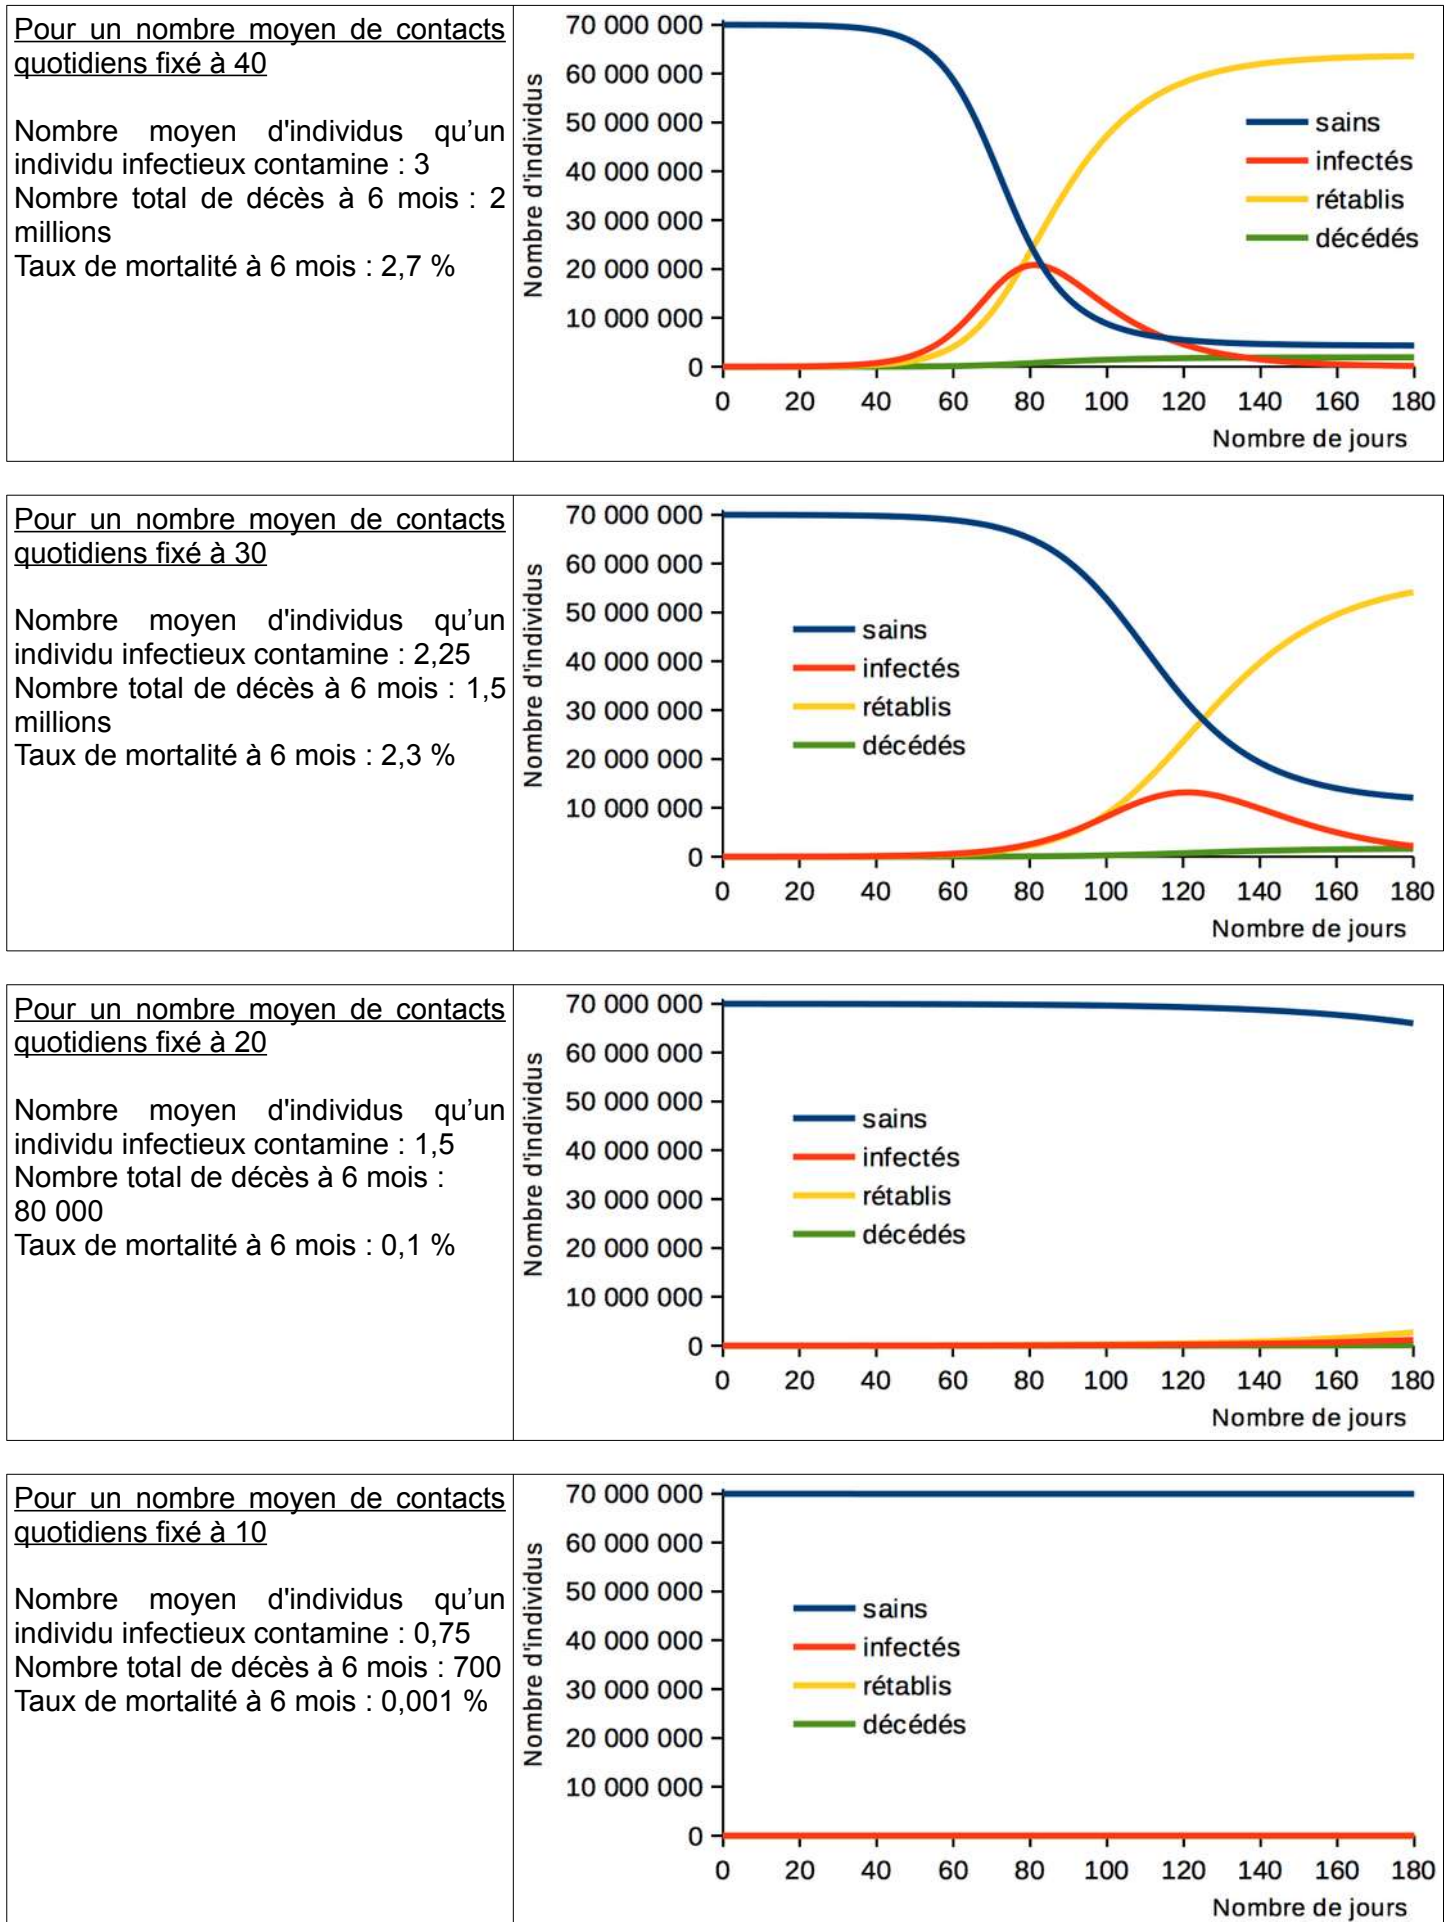 Pour un nombre moyen de contacts
quotidiens fixé à 40
Nombre moyen d'individus qu’un
individu infectieux contamine : 3
Nombre total de décès à 6 mois : 2
millions
Taux de mortalité à 6 mois : 2,7 %
Nombre d'individus
70 000 000
60 000 000
50 000 000
40 000 000
30 000 000
20 000 000
10 000 000
0
sains
infectés
rétablis
décédés
0 20 40 60 80 100 120 140 160 180
Nombre de jours
Pour un nombre moyen de contacts
quotidiens fixé à 30
Nombre moyen d'individus qu’un
individu infectieux contamine : 2,25
Nombre total de décès à 6 mois : 1,5
millions
Taux de mortalité à 6 mois : 2,3 %
Nombre d'individus
70 000 000
60 000 000
50 000 000
40 000 000
30 000 000
20 000 000
10 000 000
0
sains
infectés
rétablis
décédés
0 20 40 60 80 100 120 140 160 180
Nombre de jours
Pour un nombre moyen de contacts
quotidiens fixé à 20
Nombre moyen d'individus qu’un
individu infectieux contamine : 1,5
Nombre total de décès à 6 mois :
80 000
Taux de mortalité à 6 mois : 0,1 %
Nombre d'individus
70 000 000
60 000 000
50 000 000
40 000 000
30 000 000
20 000 000
10 000 000
0
sains
infectés
rétablis
décédés
0 20 40 60 80 100 120 140 160 180
Nombre de jours
Pour un nombre moyen de contacts
quotidiens fixé à 10
Nombre moyen d'individus qu’un
individu infectieux contamine : 0,75
Nombre total de décès à 6 mois : 700
Taux de mortalité à 6 mois : 0,001 %
Nombre d'individus
70 000 000
60 000 000
50 000 000
40 000 000
30 000 000
20 000 000
10 000 000
0
sains
infectés
rétablis
décédés
0 20 40 60 80 100 120 140 160 180
Nombre de jours